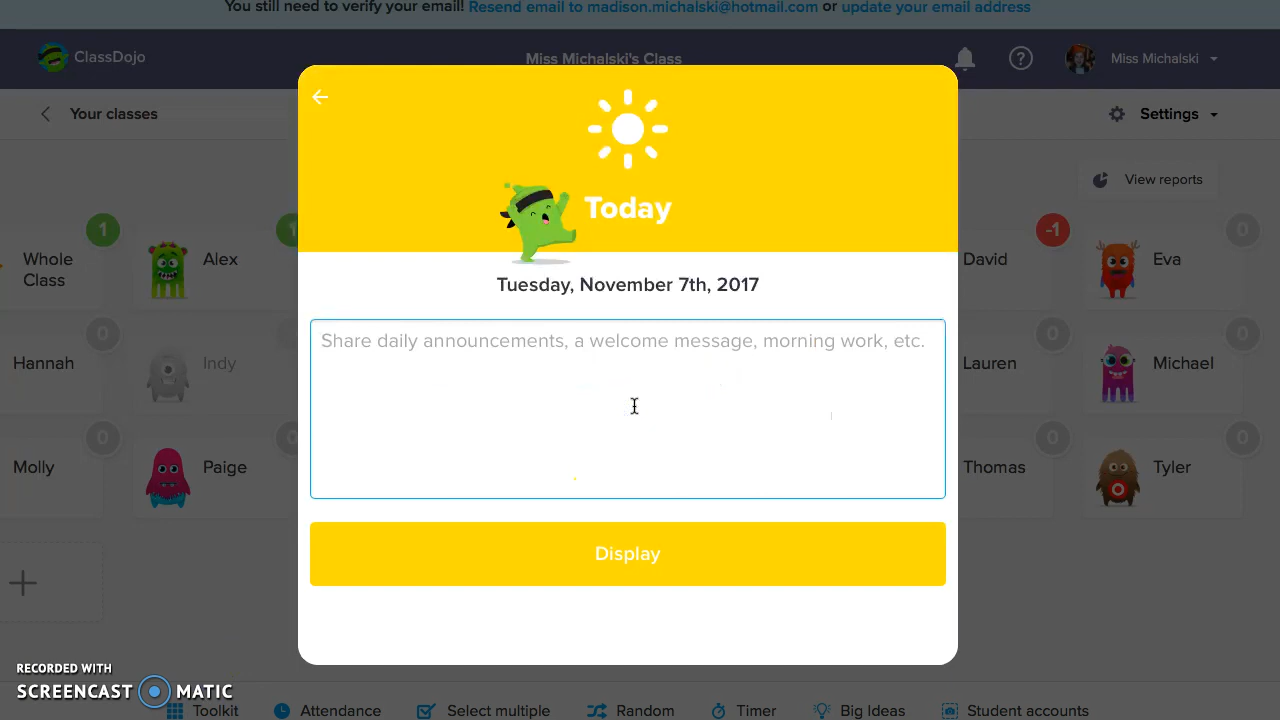 You still need to verify your email! Resend email to madison.michalski@hotmail.com or update your email address
ClassDojo
Miss Michalski's Class
?
Miss Michalski
Your classes
Settings
View reports
Today
Tuesday, November 7th, 2017
Share daily announcements, a welcome message, morning work, etc.
Display
1
Whole Class
1
Alex
-1
David
0
Eva
0
Hannah
0
Indy
0
Lauren
0
Michael
0
Molly
0
Paige
0
Thomas
0
Tyler
RECORDED WITH
SCREENCAST MATIC
Toolkit
Attendance
Select multiple
Random
Timer
Big Ideas
Student accounts